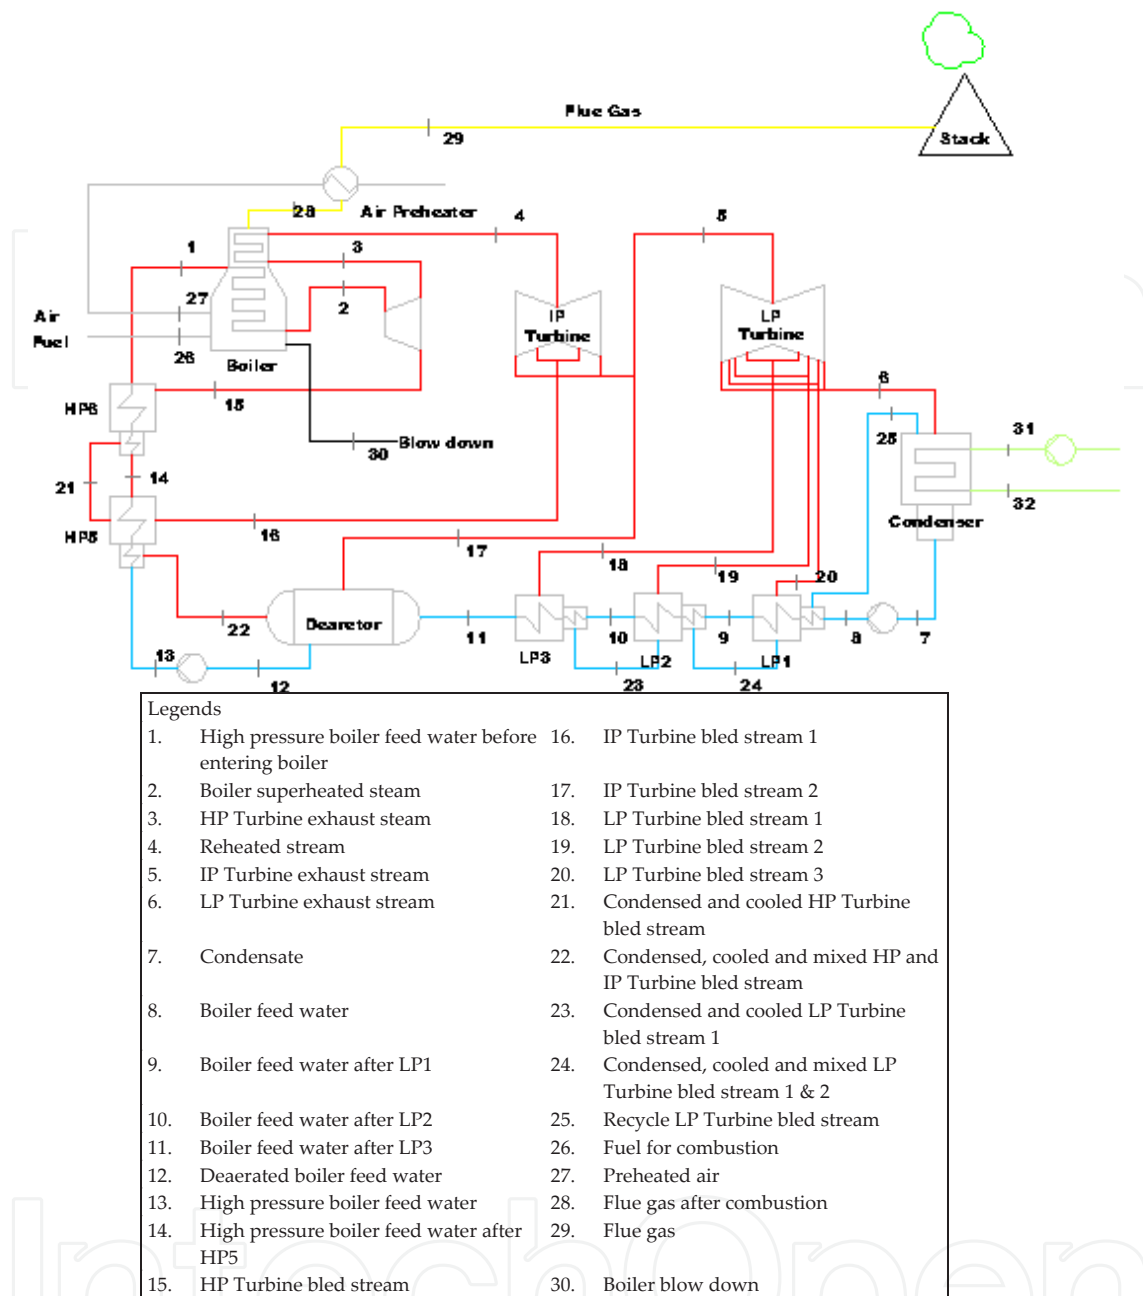 Flue Gas
29
Stack
28
Air Preheater
4
5
1
3
27
2
IP
Turbine
LP
Turbine
Air
Fuel
26
Boiler
6
15
HP6
25
31
30
Blow down
14
21
32
16
HP5
Condenser
17
18
19
20
22
Dearetor
11
10
9
8
7
13
LP3
LP2
LP1
12
23
24
Legends
1. High pressure boiler feed water before 16. IP Turbine bled stream 1
entering boiler
2. Boiler superheated steam 17. IP Turbine bled stream 2
3. HP Turbine exhaust steam 18. LP Turbine bled stream 1
4. Reheated stream 19. LP Turbine bled stream 2
5. IP Turbine exhaust stream 20. LP Turbine bled stream 3
6. LP Turbine exhaust stream 21. Condensed and cooled HP Turbine
bled stream
7. Condensate 22. Condensed, cooled and mixed HP and
IP Turbine bled stream
8. Boiler feed water 23. Condensed and cooled LP Turbine
bled stream 1
9. Boiler feed water after LP1 24. Condensed, cooled and mixed LP
Turbine bled stream 1 & 2
10. Boiler feed water after LP2 25. Recycle LP Turbine bled stream
11. Boiler feed water after LP3 26. Fuel for combustion
12. Deaerated boiler feed water 27. Preheated air
13. High pressure boiler feed water 28. Flue gas after combustion
14. High pressure boiler feed water after 29. Flue gas
HP5
15. HP Turbine bled stream 30. Boiler blow down
IntechOpen